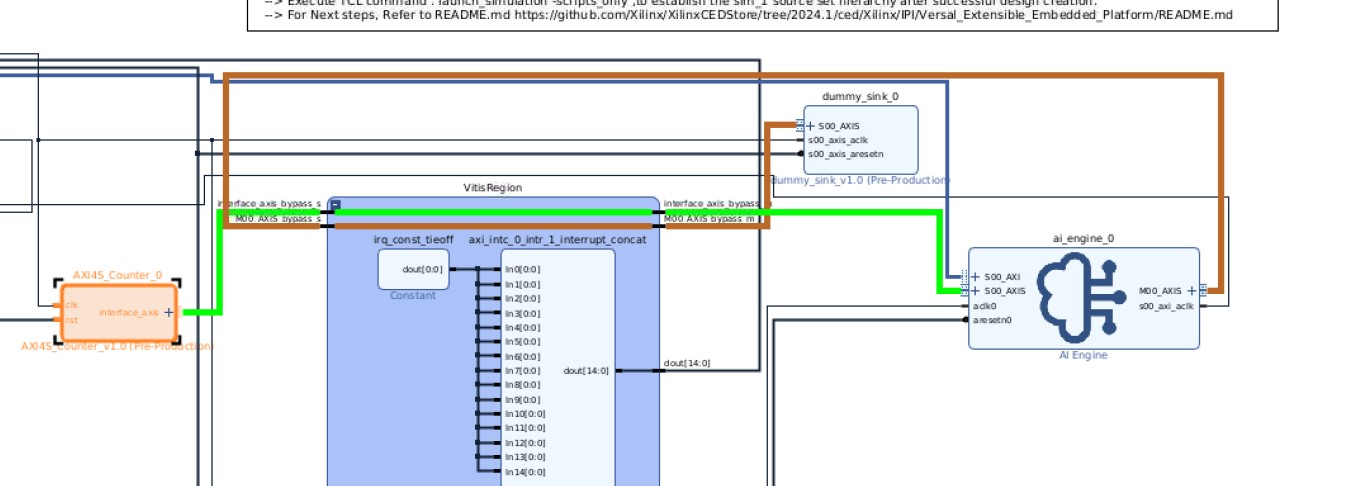 --> Execute TCL command : launch_simulation -scripts_only ,to establish the sim_1 source set hierarchy after successful design creation.
--> For Next steps, Refer to README.md https://github.com/Xilinx/XilinxCEDStore/tree/2024.1/ced/Xilinx/IPI/Versal_Extensible_Embedded_Platform/README.md
dummy_sink_0
S00_AXIS
s00_axis_aclk
s00_axis_aresetn
dummy_sink_v1.0 (Pre-Production)
VitisRegion
interface_axis_bypass_s
M00_AXIS_bypass_s
interface_axis_bypass_
M00_AXIS_bypass_m
irq_const_tieoff
dout[0:0]
Constant
axi_intc_0_intr_1_interrupt_concat
In0[0:0]
In1[0:0]
In2[0:0]
In3[0:0]
In4[0:0]
In5[0:0]
In6[0:0]
In7[0:0]
In8[0:0]
In9[0:0]
In10[0:0]
In11[0:0]
In12[0:0]
In13[0:0]
In14[0:0]
dout[14:0]
dout[14:0]
AXI4S_Counter_0
clk
rst
interface_axis
AXI4S_Counter_v1.0 (Pre-Production)
ai_engine_0
S00_AXI
S00_AXIS
aclk0
aresetn0
M00_AXIS
s00_axi_aclk
AI Engine